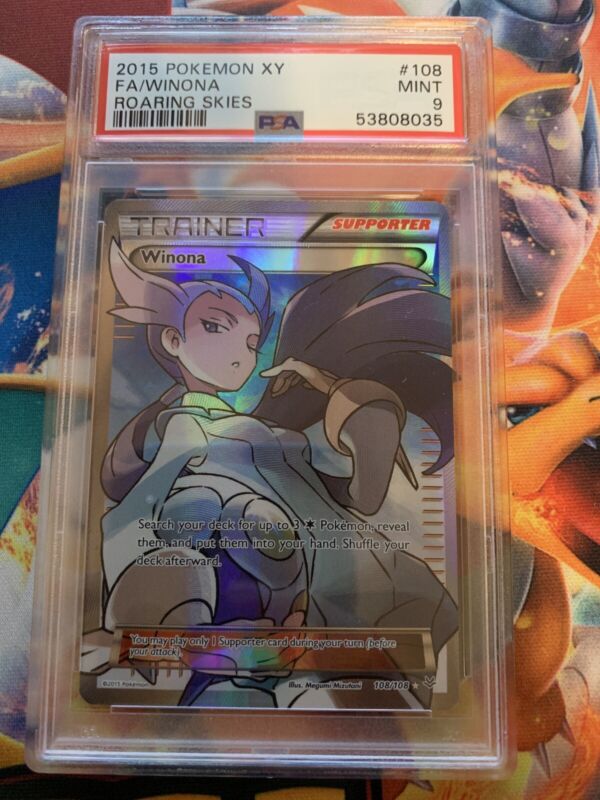 2015 POKEMON XY #108
FA/WINONA MINT
ROARING SKIES 9
PSA 53808035
TRAINER SUPPORTER
Winona
Search your deck for up to 3 Pokémon, reveal
them, and put them into your hand. Shuffle your
deck afterward.
You may play only 1 Supporter card during your turn (before
your attack).
©2015 Pokémon Illus. Megumi Mizutani 108/108